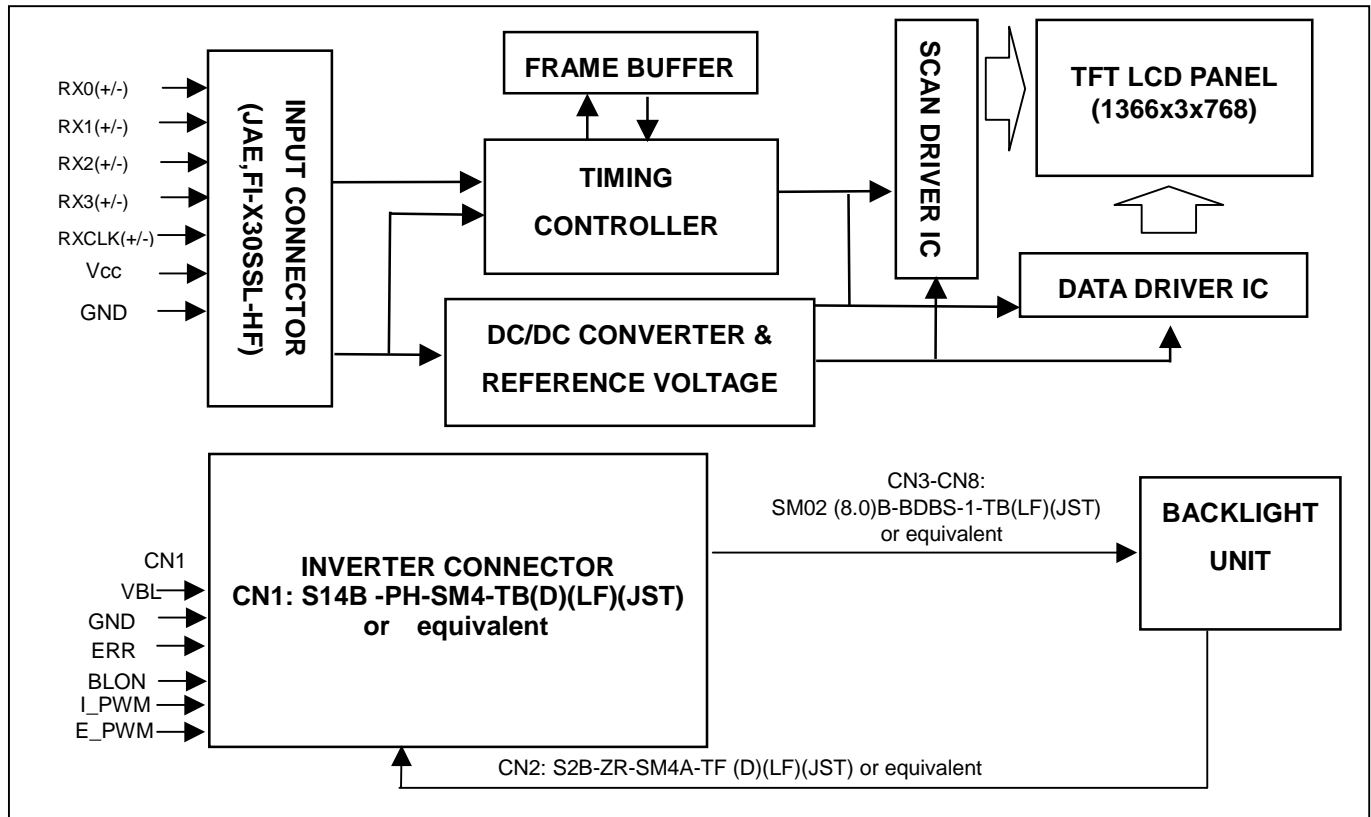 RX0(+/-)
RX1(+/-)
RX2(+/-)
RX3(+/-)
RXCLK(+/-)
Vcc
GND
INPUT CONNECTOR
(JAE,FI-X30SSL-HF)
FRAME BUFFER
TIMING
CONTROLLER
DC/DC CONVERTER &
REFERENCE VOLTAGE
SCAN DRIVER IC
TFT LCD PANEL
(1366x3x768)
DATA DRIVER IC
CN1
VBL
GND
ERR
BLON
I_PWM
E_PWM
INVERTER CONNECTOR
CN1: S14B -PH-SM4-TB(D)(LF)(JST)
or equivalent
CN3-CN8:
SM02 (8.0)B-BDBS-1-TB(LF)(JST)
or equivalent
BACKLIGHT
UNIT
CN2: S2B-ZR-SM4A-TF (D)(LF)(JST) or equivalent